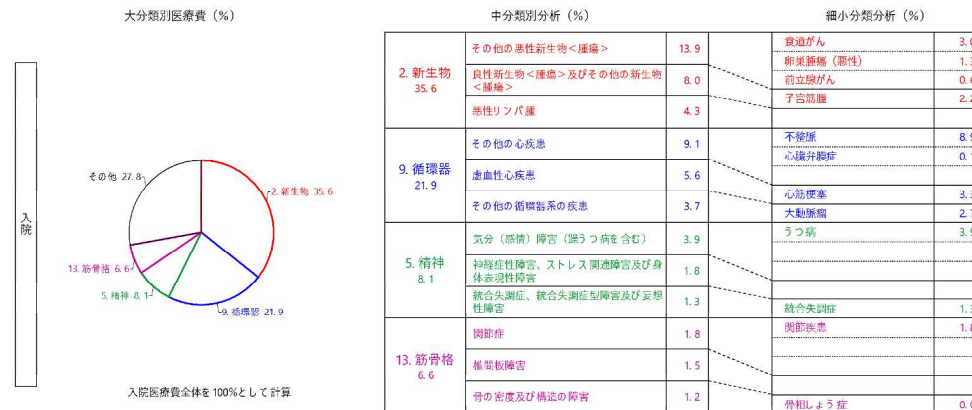 大分類別医療費（%）
中分類別分析（%）
細小分類分析（%）
入院
その他 27.8
2. 新生物 35.6
13. 筋骨格 6.6
5. 精神 8.1
9. 循環器 21.9
入院医療費全体を100%として計算
2. 新生物
35.6
その他の悪性新生物＜腫瘍＞ 13.9
良性新生物＜腫瘍＞及びその他の新生物
＜腫瘍＞ 8.0
悪性リンパ腫 4.3
食道がん
卵巣腫瘍（悪性）
前立腺がん
子宮筋腫
9. 循環器
21.9
その他の心疾患 9.1
虚血性心疾患 5.6
その他の循環器系の疾患 3.7
不整脈
心臓弁膜症
心筋梗塞
大動脈瘤
5. 精神
8.1
気分（感情）障害（躁うつ病を含む） 3.9
神経症性障害、ストレス関連障害及び身
体表現性障害 1.8
統合失調症、統合失調症型障害及び妄想
性障害 1.3
うつ病
統合失調症
13. 筋骨格
6.6
関節症 1.8
椎間板障害 1.5
骨の密度及び構造の障害 1.2
関節疾患
骨粗しょう症